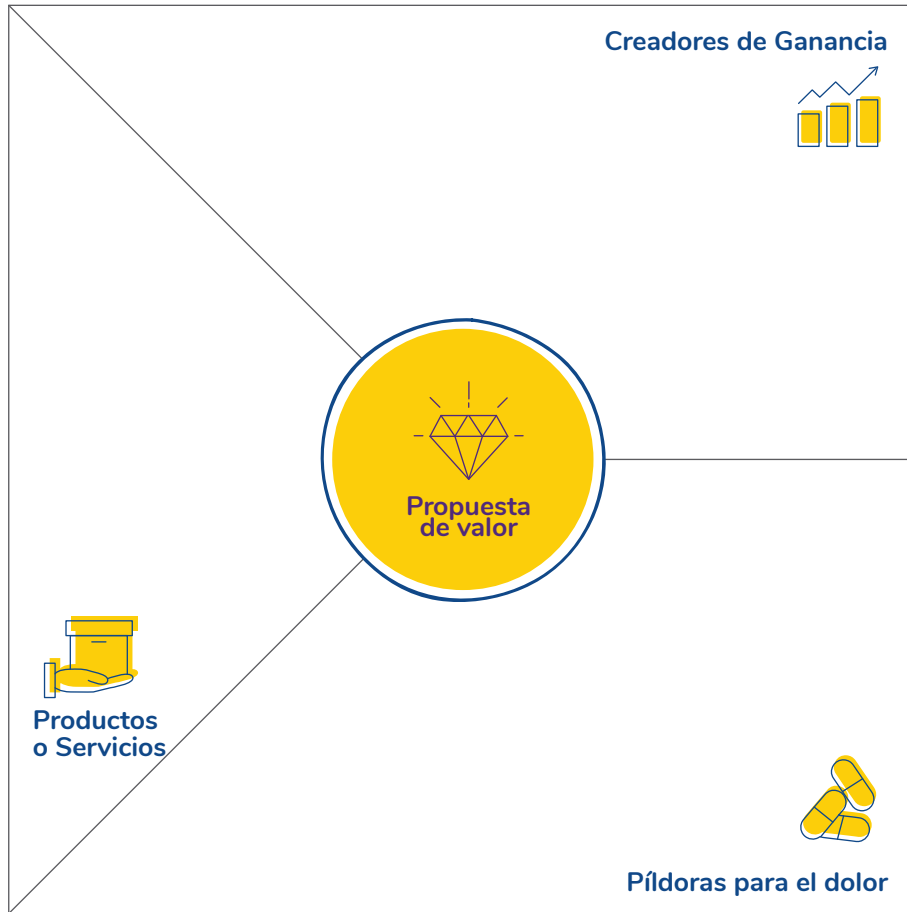 Creadores de Ganancia
Propuesta
de valor
Productos
o Servicios
Píldoras para el dolor